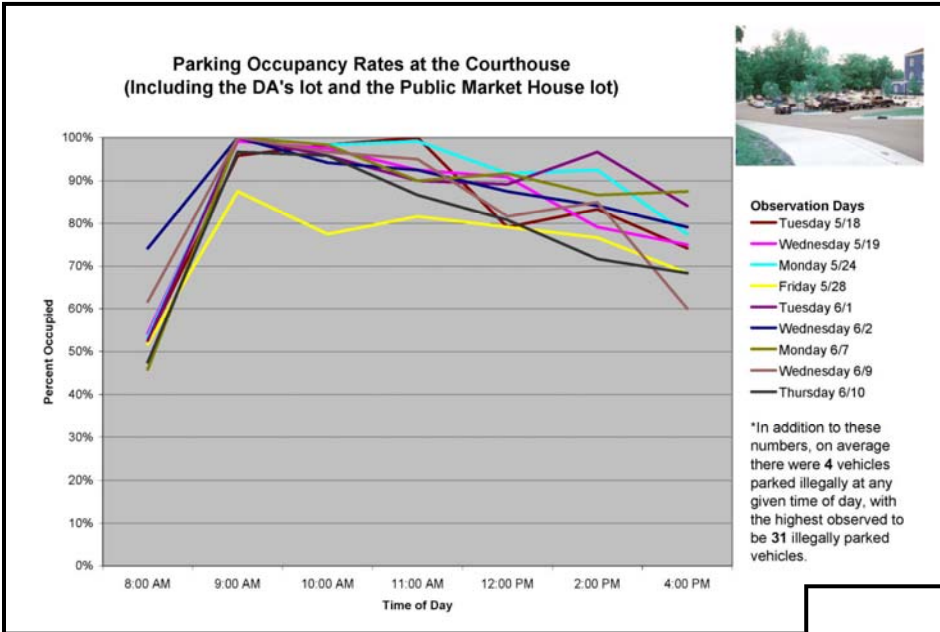 Parking Occupancy Rates at the Courthouse
(Including the DA's lot and the Public Market House lot)
100%
90%
80%
70%
60%
50%
40%
30%
20%
10%
0%
Percent Occupied
8:00 AM 9:00 AM 10:00 AM 11:00 AM 12:00 PM 2:00 PM 4:00 PM
Time of Day
Observation Days
Tuesday 5/18
Wednesday 5/19
Monday 5/24
Friday 5/28
Tuesday 6/1
Wednesday 6/2
Monday 6/7
Wednesday 6/9
Thursday 6/10
*In addition to these
numbers, on average
there were 4 vehicles
parked illegally at any
given time of day, with
the highest observed to
be 31 illegally parked
vehicles.